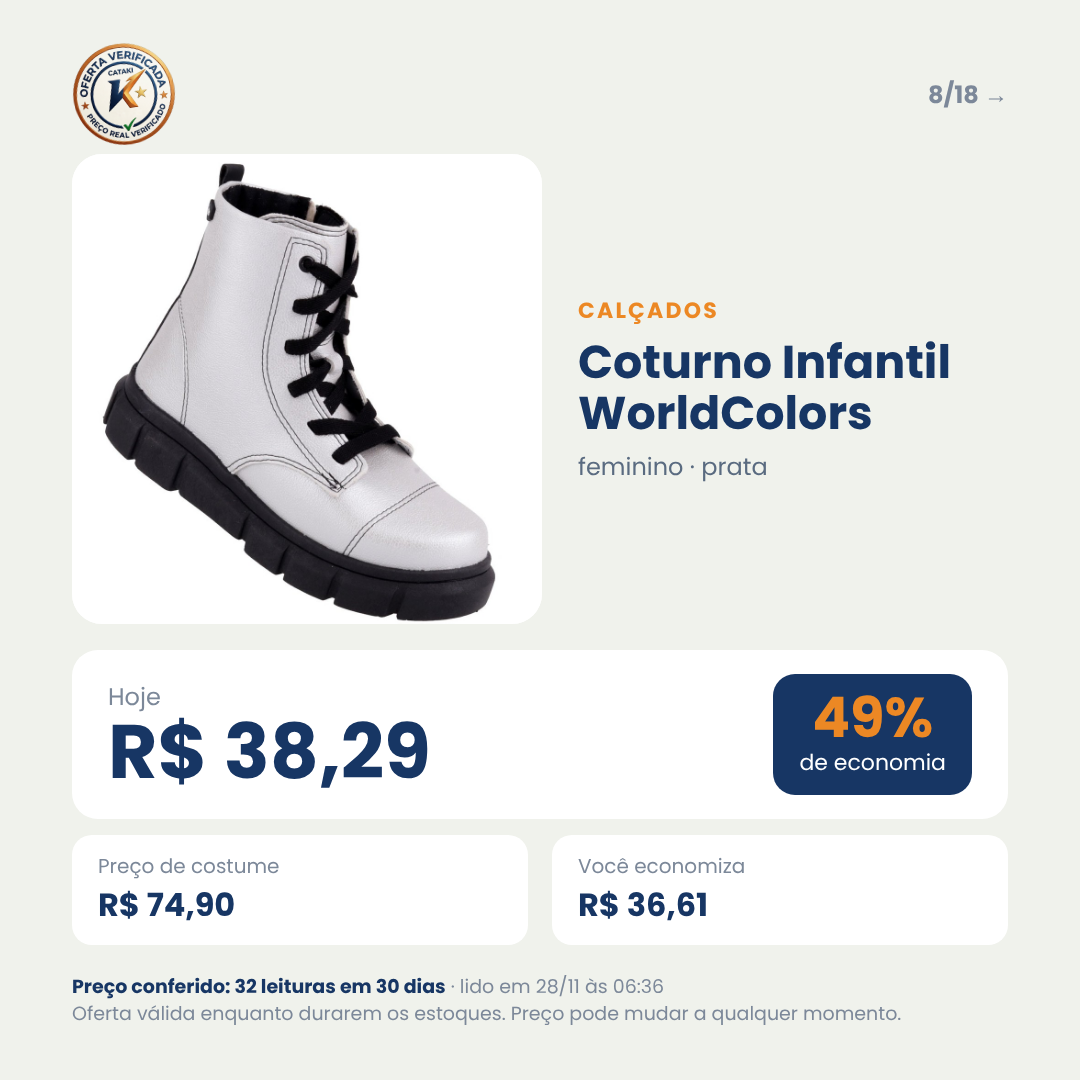 OFERTA VERIFICADA
CATAKI
K
PREÇO REAL VERIFICADO
8/18 →
CALÇADOS
Coturno Infantil
WorldColors
feminino · prata
Hoje
R$ 38,29
49%
de economia
Preço de costume
R$ 74,90
Você economiza
R$ 36,61
Preço conferido: 32 leituras em 30 dias · lido em 28/11 às 06:36
Oferta válida enquanto durarem os estoques. Preço pode mudar a qualquer momento.